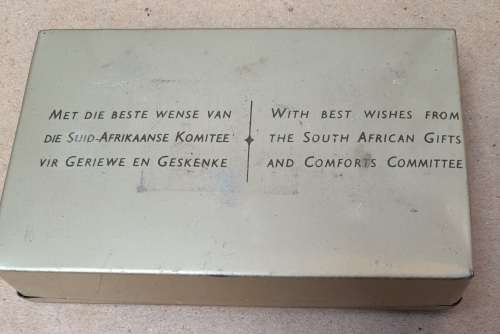 MET DIE BESTE WENSE VAN
DIE SUID-AFRIKAANSE KOMITEE
VIR GERIEWE EN GESKENKE
WITH BEST WISHES FROM
THE SOUTH AFRICAN GIFTS
AND COMFORTS COMMITTEE